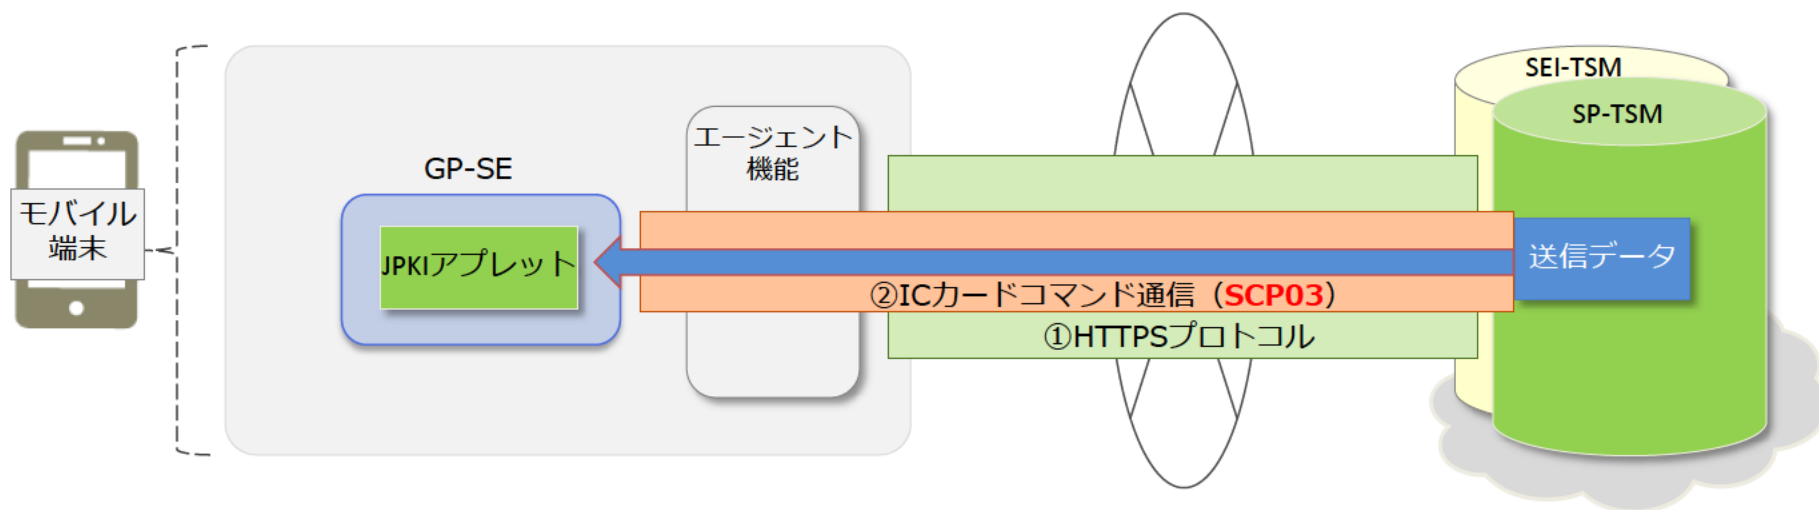 モバイル
端末
GP-SE
JPKIアプレット
エージェント
機能
②ICカードコマンド通信（SCP03）
①HTTPSプロトコル
SEI-TSM
SP-TSM
送信データ